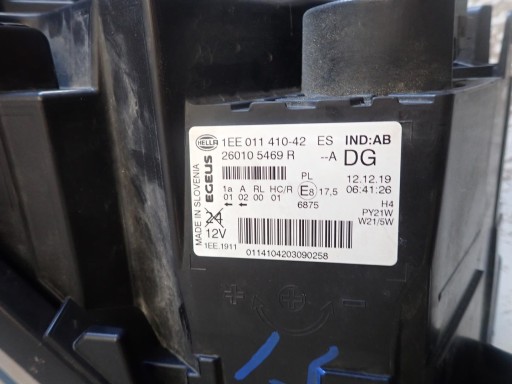 HELLA 1EE 011 410-42 ES IND:AB
26010 5469 R --A DG
MADE IN SLOVENIA
EGEUS
PL 12.12.19
1a A RL HC/R E8 17,5 06:41:26
01 02 00 01 6875 H4
PY21W
24 W21/5W
12V
1EE.1911 0114104203090258